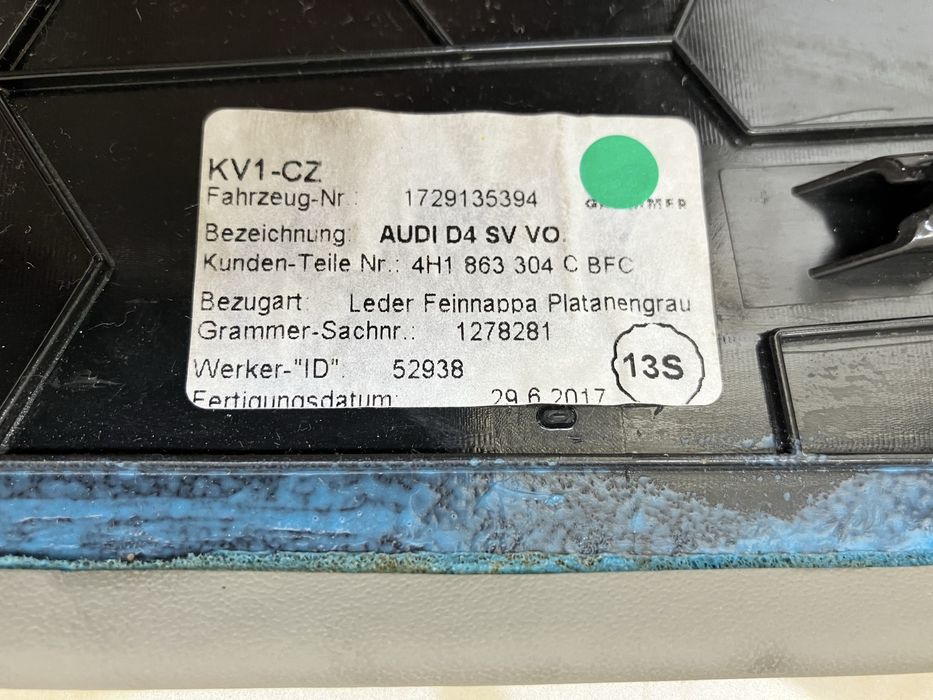 KV1-CZ
Fahrzeug-Nr.: 1729135394
Bezeichnung: AUDI D4 SV VO.
Kunden-Teile Nr.: 4H1 863 304 C BFC
Bezugart: Leder Feinnappa Platanengrau
Grammer-Sachnr.: 1278281
Werker-"ID": 52938
13S
Fertigungsdatum: 29.6.2017